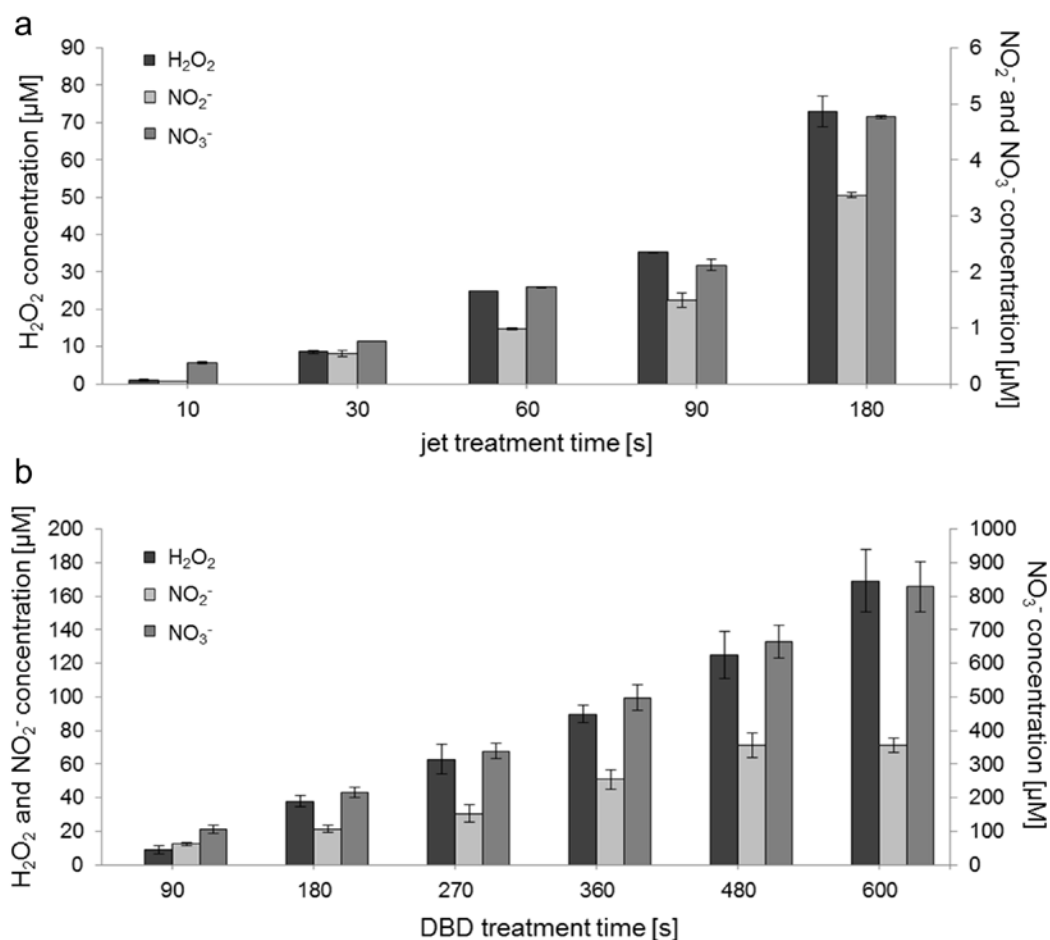 a
H₂O₂ concentration [µM]
90
80
70
60
50
40
30
20
10
0
H₂O₂
NO₂⁻
NO₃⁻
6
5
4
3
2
1
0
NO₂⁻ and NO₃⁻ concentration [µM]
10 30 60 90 180
jet treatment time [s]
b
H₂O₂ and NO₂⁻ concentration [µM]
200
180
160
140
120
100
80
60
40
20
0
H₂O₂
NO₂⁻
NO₃⁻
1000
900
800
700
600
500
400
300
200
100
0
NO₃⁻ concentration [µM]
90 180 270 360 480 600
DBD treatment time [s]